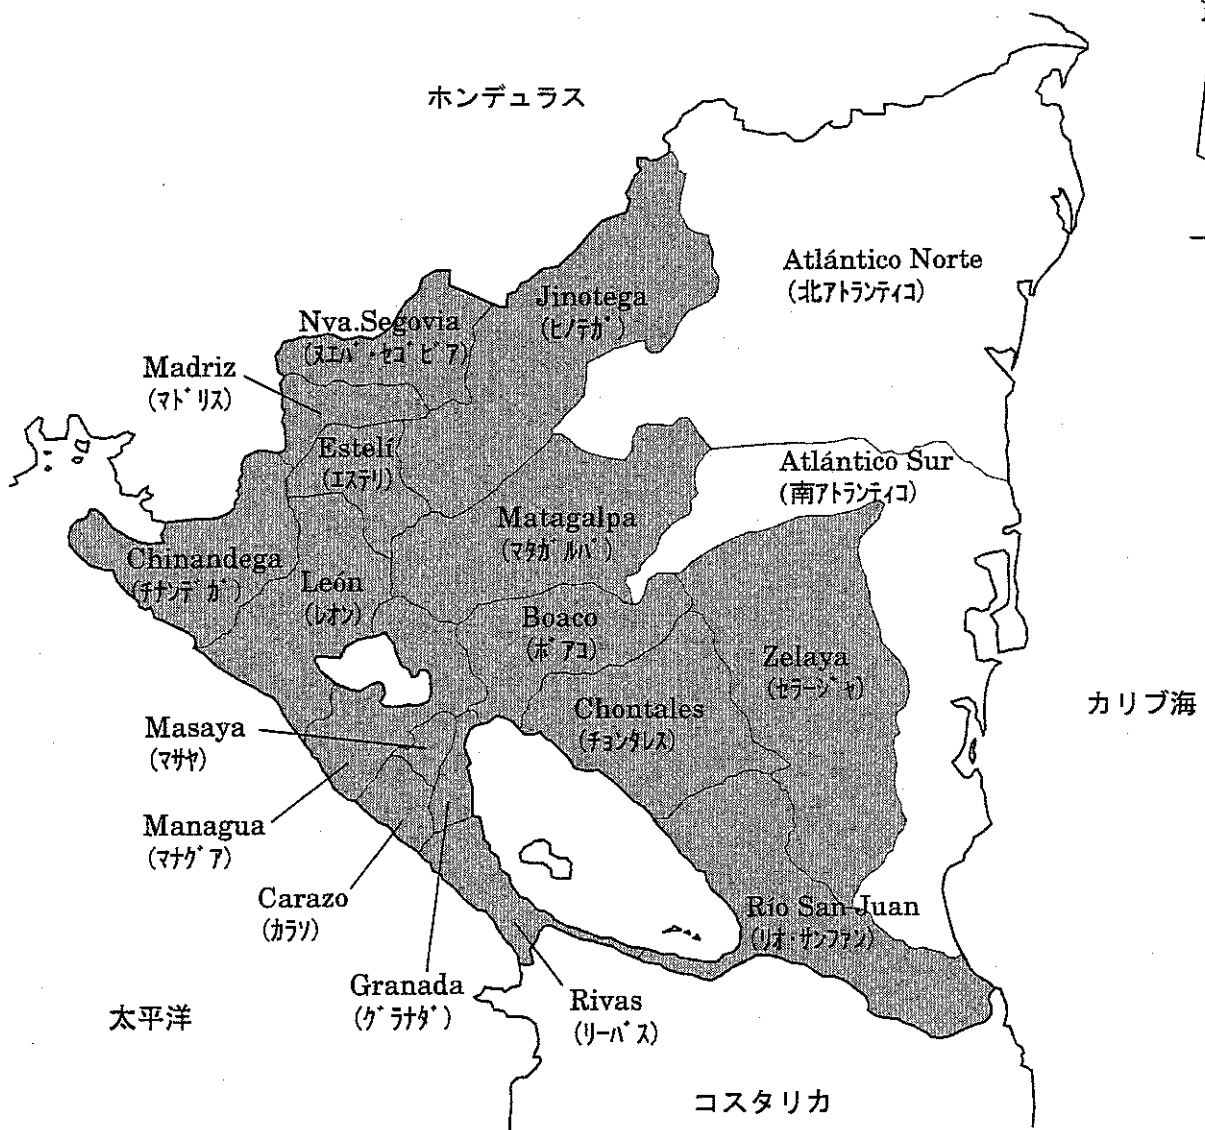 ホンデュラス
Atlántico Norte
(北アトランティコ)
Jinotega
(ヒノテガ)
Nva.Segovia
(ヌエバ・セゴビア)
Madriz
(マドリス)
Estelí
(エステリ)
Atlántico Sur
(南アトランティコ)
Matagalpa
(マタガルパ)
Chinandega
(チナンデガ)
León
(レオン)
Boaco
(ボアコ)
Zelaya
(セラージャ)
カリブ海
Chontales
(チョンタレス)
Masaya
(マサヤ)
Managua
(マナグア)
Carazo
(カラソ)
Río San Juan
(リオ・サンファン)
Granada
(グラナダ)
Rivas
(リーバス)
太平洋
コスタリカ